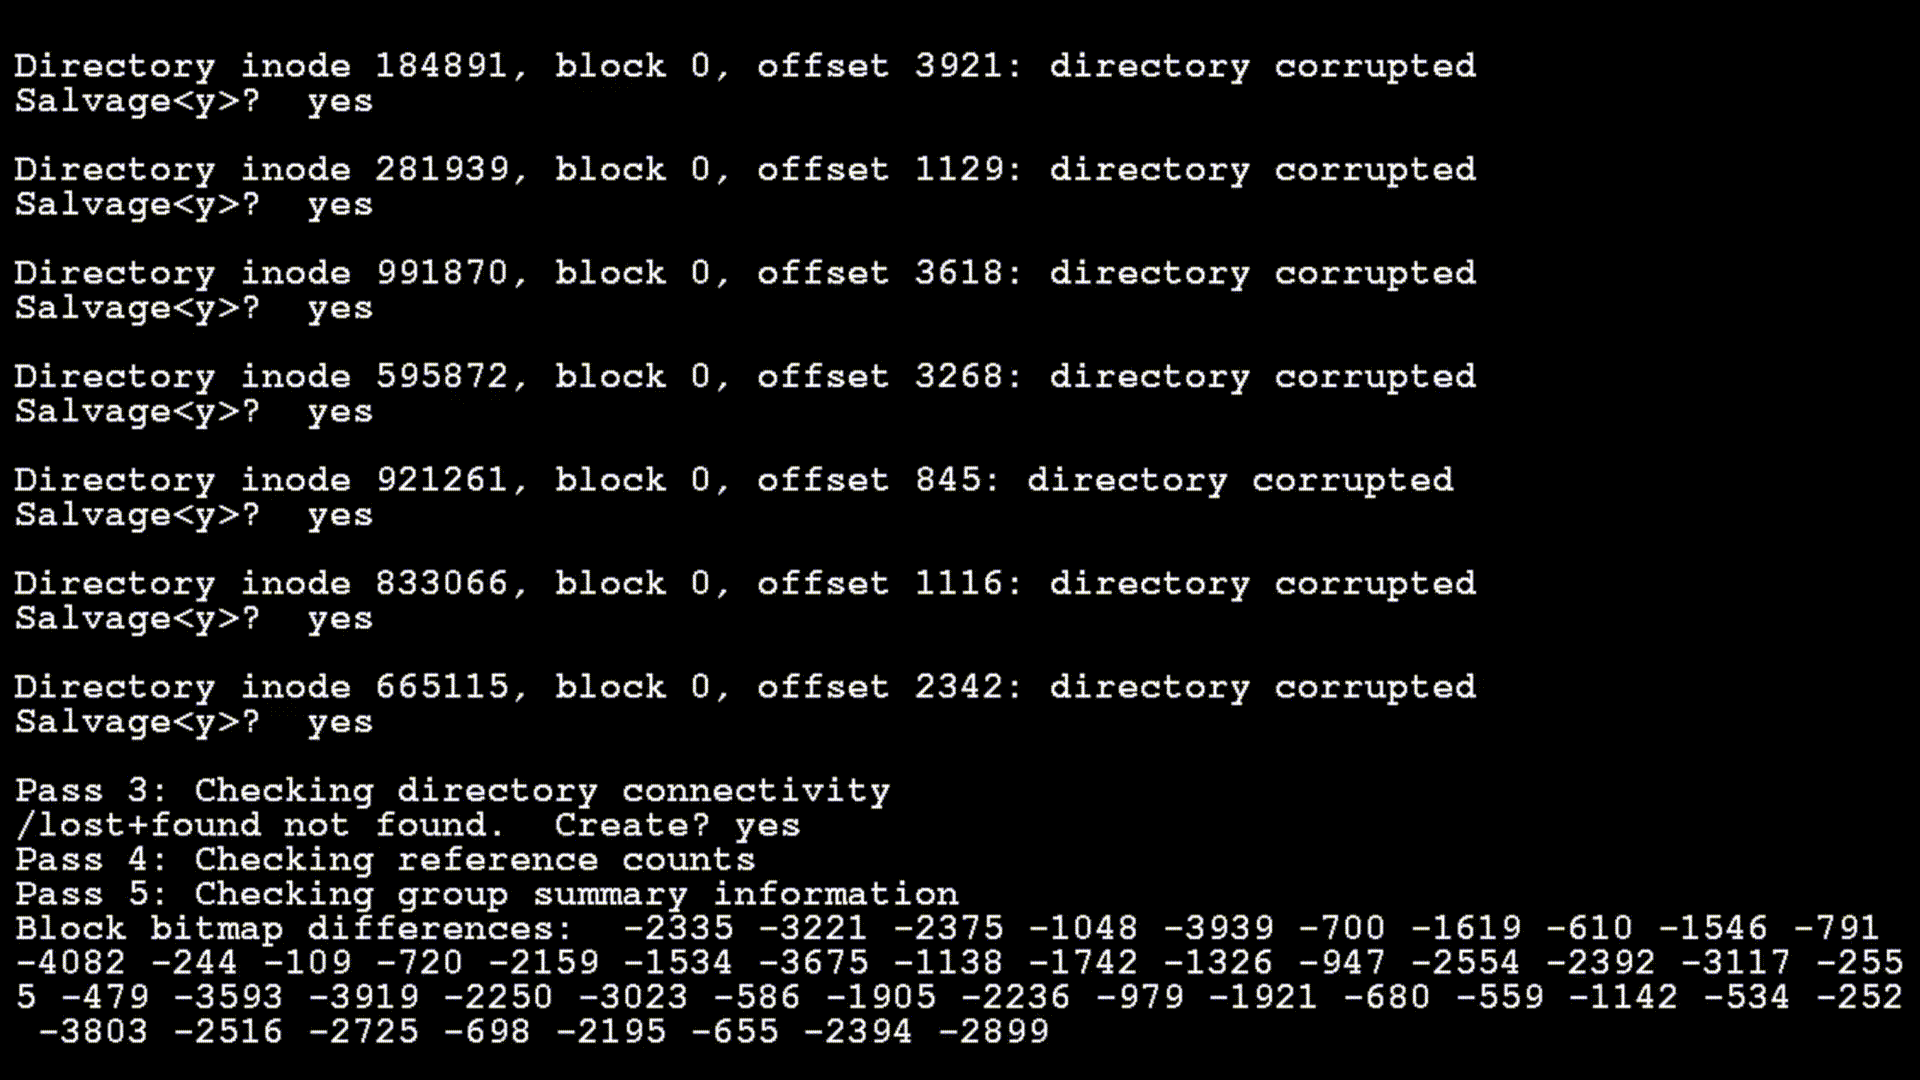 Directory inode 184891, block 0, offset 3921: directory corrupted
Salvage<y>?  yes
Directory inode 281939, block 0, offset 1129: directory corrupted
Salvage<y>?  yes
Directory inode 991870, block 0, offset 3618: directory corrupted
Salvage<y>?  yes
Directory inode 595872, block 0, offset 3268: directory corrupted
Salvage<y>?  yes
Directory inode 921261, block 0, offset 845: directory corrupted
Salvage<y>?  yes
Directory inode 833066, block 0, offset 1116: directory corrupted
Salvage<y>?  yes
Directory inode 665115, block 0, offset 2342: directory corrupted
Salvage<y>?  yes
Pass 3: Checking directory connectivity
/lost+found not found.  Create? yes
Pass 4: Checking reference counts
Pass 5: Checking group summary information
Block bitmap differences:  -2335 -3221 -2375 -1048 -3939 -700 -1619 -610 -1546 -791
-4082 -244 -109 -720 -2159 -1534 -3675 -1138 -1742 -1326 -947 -2554 -2392 -3117 -255
5 -479 -3593 -3919 -2250 -3023 -586 -1905 -2236 -979 -1921 -680 -559 -1142 -534 -252
 -3803 -2516 -2725 -698 -2195 -655 -2394 -2899